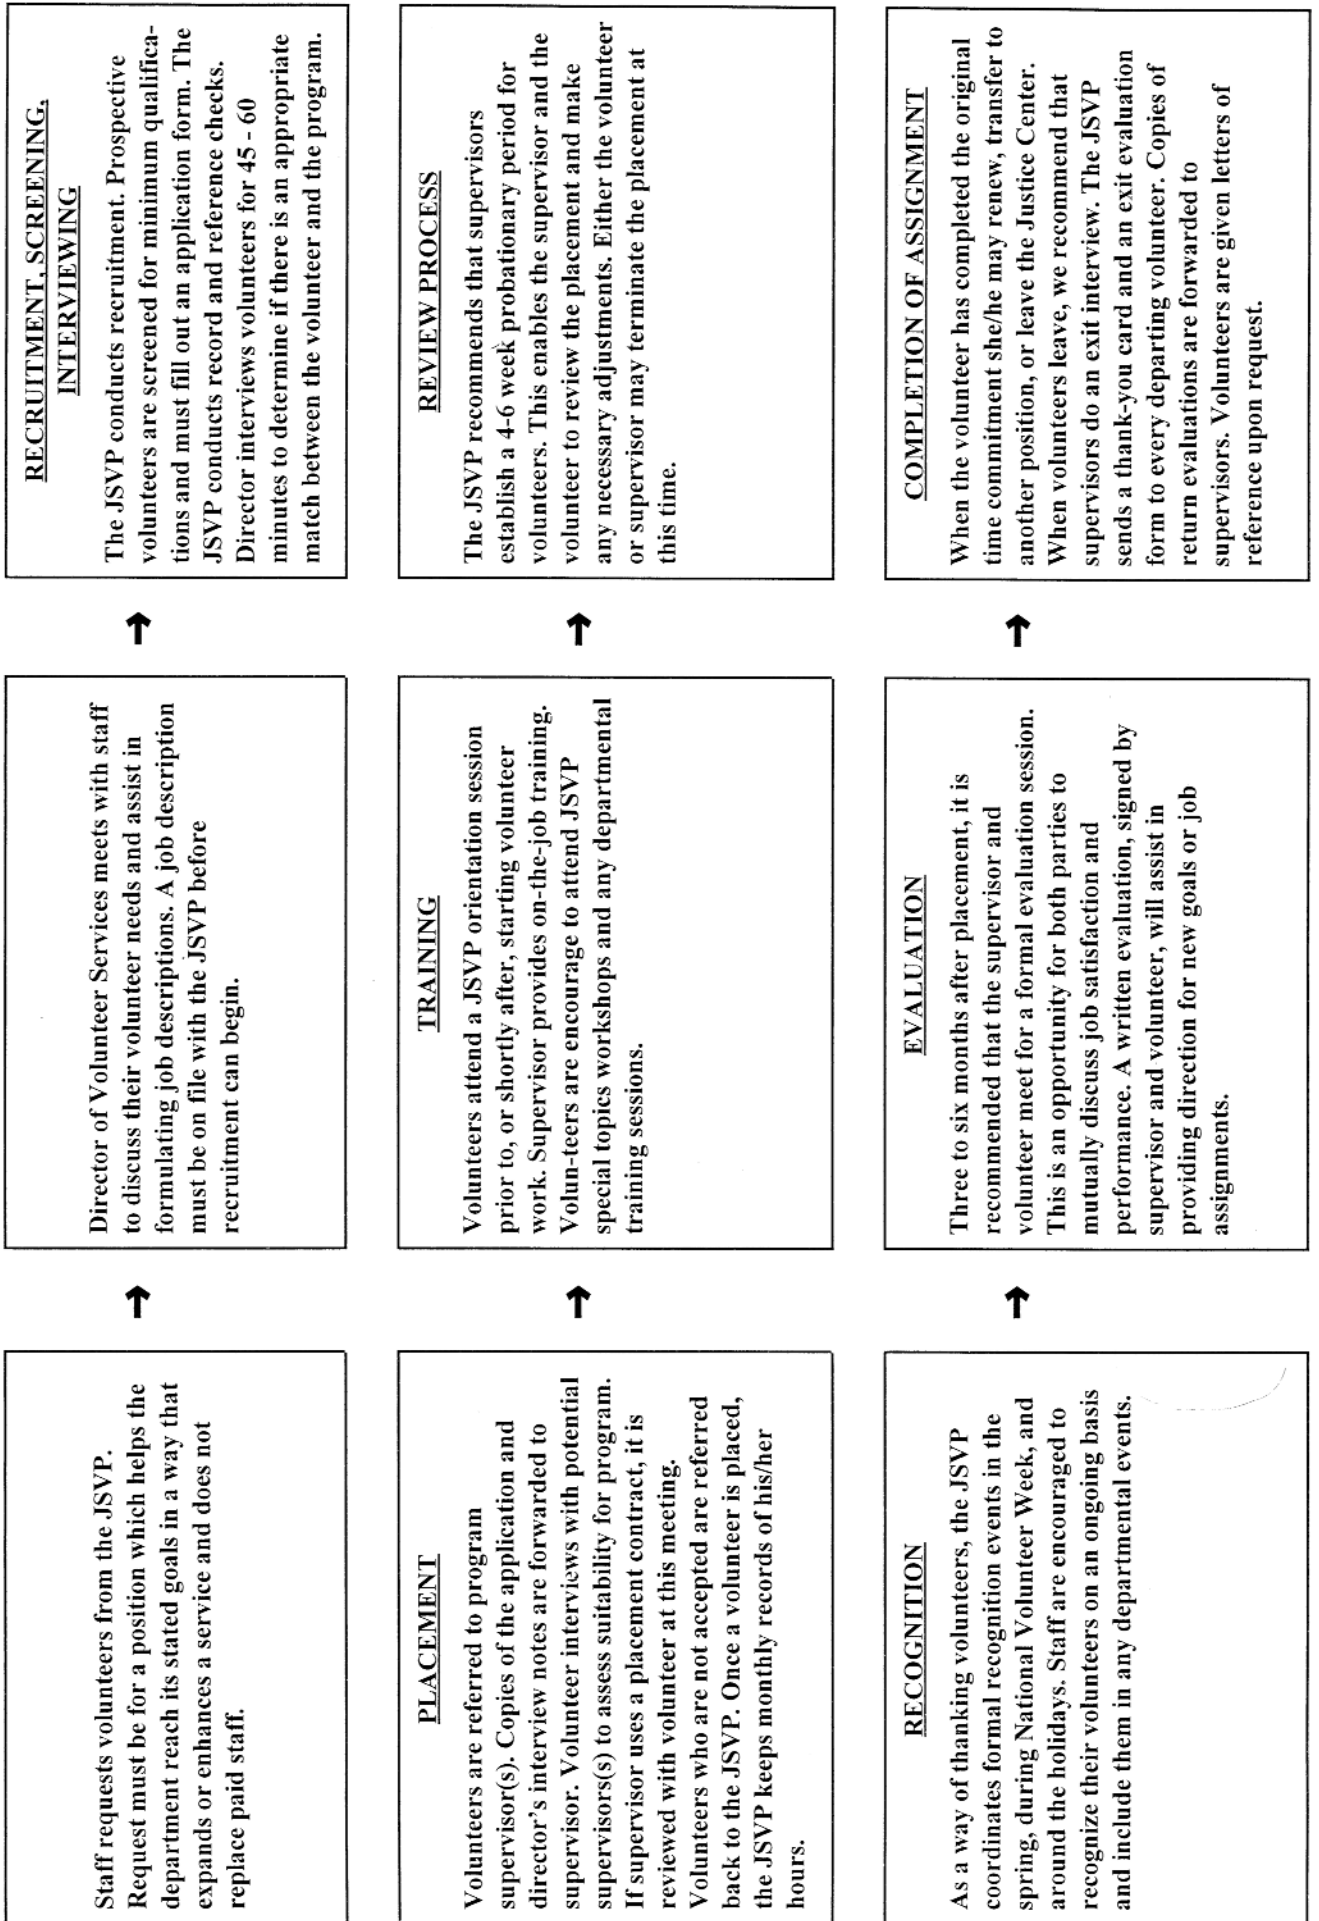 Staff requests volunteers from the JSVP.
Request must be for a position which helps the
department reach its stated goals in a way that
expands or enhances a service and does not
replace paid staff.
→
Director of Volunteer Services meets with staff
to discuss their volunteer needs and assist in
formulating job descriptions. A job description
must be on file with the JSVP before
recruitment can begin.
→
RECRUITMENT, SCREENING,
INTERVIEWING
The JSVP conducts recruitment. Prospective
volunteers are screened for minimum qualifica-
tions and must fill out an application form. The
JSVP conducts record and reference checks.
Director interviews volunteers for 45 - 60
minutes to determine if there is an appropriate
match between the volunteer and the program.
PLACEMENT
Volunteers are referred to program
supervisor(s). Copies of the application and
director's interview notes are forwarded to
supervisor. Volunteer interviews with potential
supervisors(s) to assess suitability for program.
If supervisor uses a placement contract, it is
reviewed with volunteer at this meeting.
Volunteers who are not accepted are referred
back to the JSVP. Once a volunteer is placed,
the JSVP keeps monthly records of his/her
hours.
→
TRAINING
Volunteers attend a JSVP orientation session
prior to, or shortly after, starting volunteer
work. Supervisor provides on-the-job training.
Volun-teers are encourage to attend JSVP
special topics workshops and any departmental
training sessions.
→
REVIEW PROCESS
The JSVP recommends that supervisors
establish a 4-6 week probationary period for
volunteers. This enables the supervisor and the
volunteer to review the placement and make
any necessary adjustments. Either the volunteer
or supervisor may terminate the placement at
this time.
RECOGNITION
As a way of thanking volunteers, the JSVP
coordinates formal recognition events in the
spring, during National Volunteer Week, and
around the holidays. Staff are encouraged to
recognize their volunteers on an ongoing basis
and include them in any departmental events.
→
EVALUATION
Three to six months after placement, it is
recommended that the supervisor and
volunteer meet for a formal evaluation session.
This is an opportunity for both parties to
mutually discuss job satisfaction and
performance. A written evaluation, signed by
supervisor and volunteer, will assist in
providing direction for new goals or job
assignments.
→
COMPLETION OF ASSIGNMENT
When the volunteer has completed the original
time commitment she/he may renew, transfer to
another position, or leave the Justice Center.
When volunteers leave, we recommend that
supervisors do an exit interview. The JSVP
sends a thank-you card and an exit evaluation
form to every departing volunteer. Copies of
return evaluations are forwarded to
supervisors. Volunteers are given letters of
reference upon request.